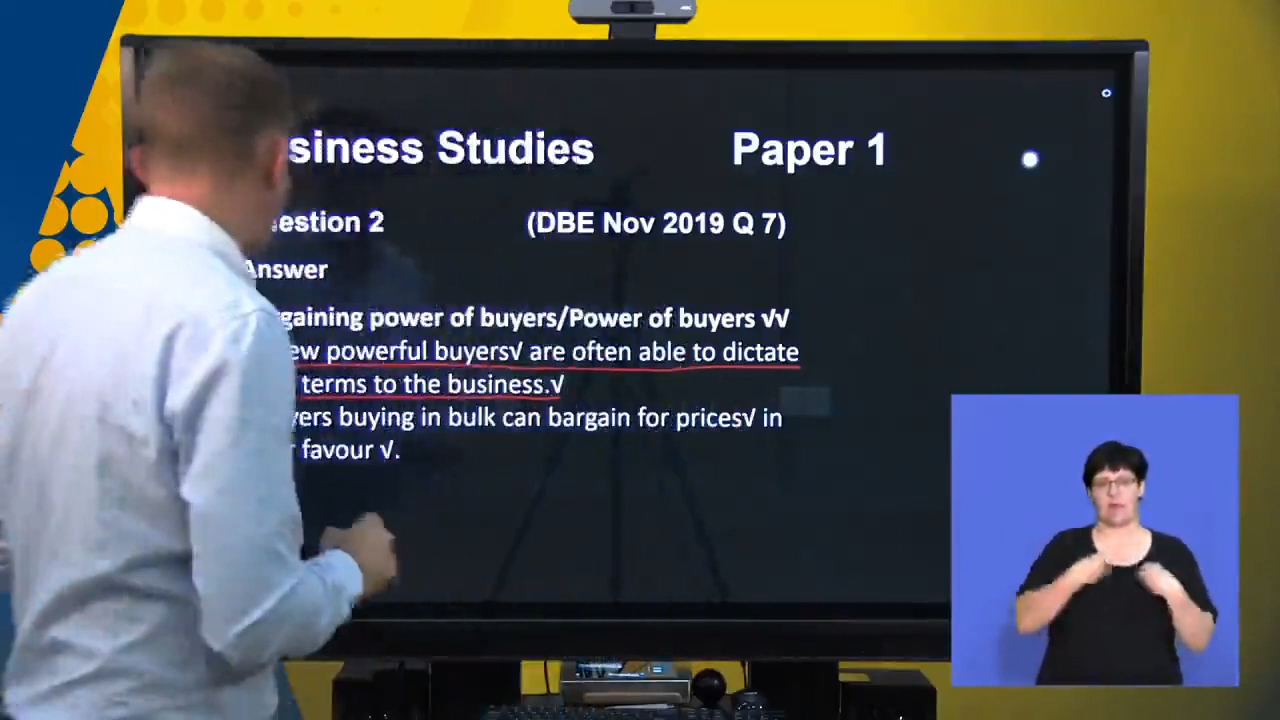 siness Studies Paper 1
estion 2 (DBE Nov 2019 Q 7)
Answer
gaining power of buyers/Power of buyers √√
ew powerful buyers√ are often able to dictate
terms to the business.√
yers buying in bulk can bargain for prices√ in
favour √.